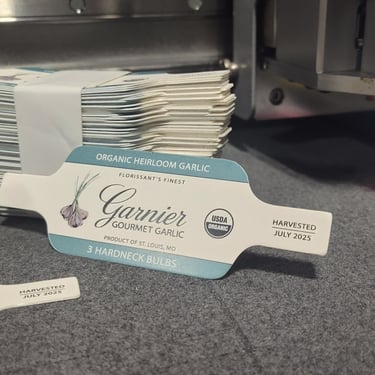 ORGANIC HEIRLOOM GARLIC
FLORISSANT'S FINEST
Garnier
GOURMET GARLIC
USDA
ORGANIC
PRODUCT OF ST. LOUIS, MO
3 HARDNECK BULBS
HARVESTED
JULY 2025
HARVESTED
JULY 2025